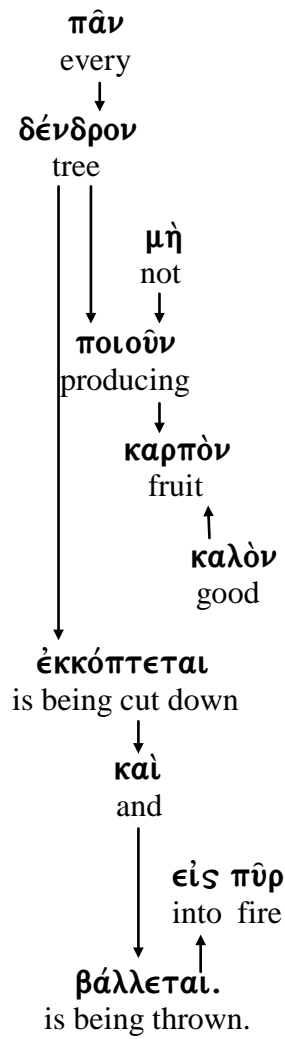 πᾶν
every
δένδρον
tree
μὴ
not
ποιοῦν
producing
καρπὸν
fruit
καλὸν
good
ἐκκόπτεται
is being cut down
καὶ
and
εἰς πῦρ
into fire
βάλλεται.
is being thrown.